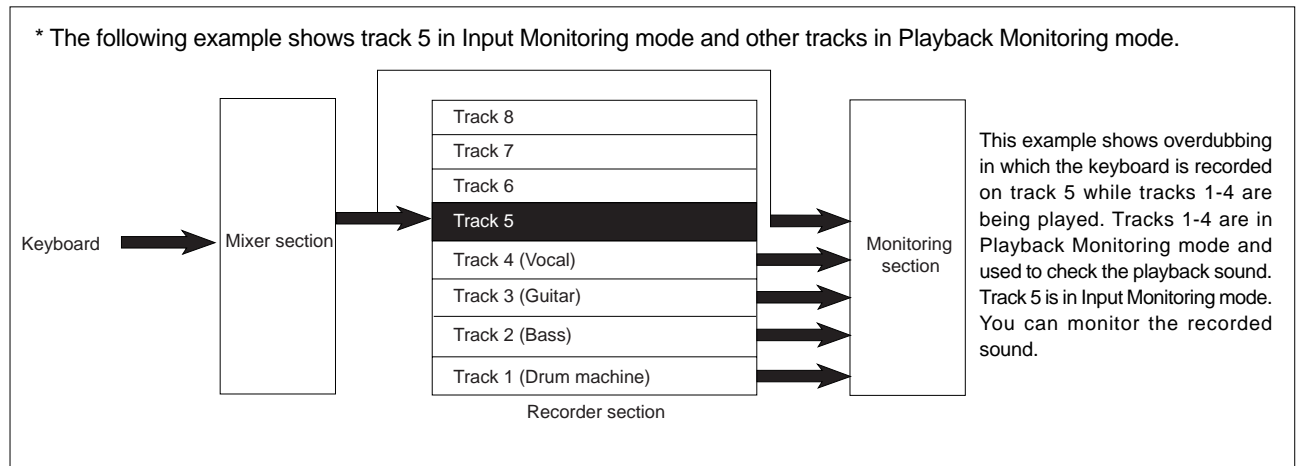 * The following example shows track 5 in Input Monitoring mode and other tracks in Playback Monitoring mode.
Keyboard
Mixer section
Track 8
Track 7
Track 6
Track 5
Track 4 (Vocal)
Track 3 (Guitar)
Track 2 (Bass)
Track 1 (Drum machine)
Recorder section
Monitoring
section
This example shows overdubbing
in which the keyboard is recorded
on track 5 while tracks 1-4 are
being played. Tracks 1-4 are in
Playback Monitoring mode and
used to check the playback sound.
Track 5 is in Input Monitoring mode.
You can monitor the recorded
sound.